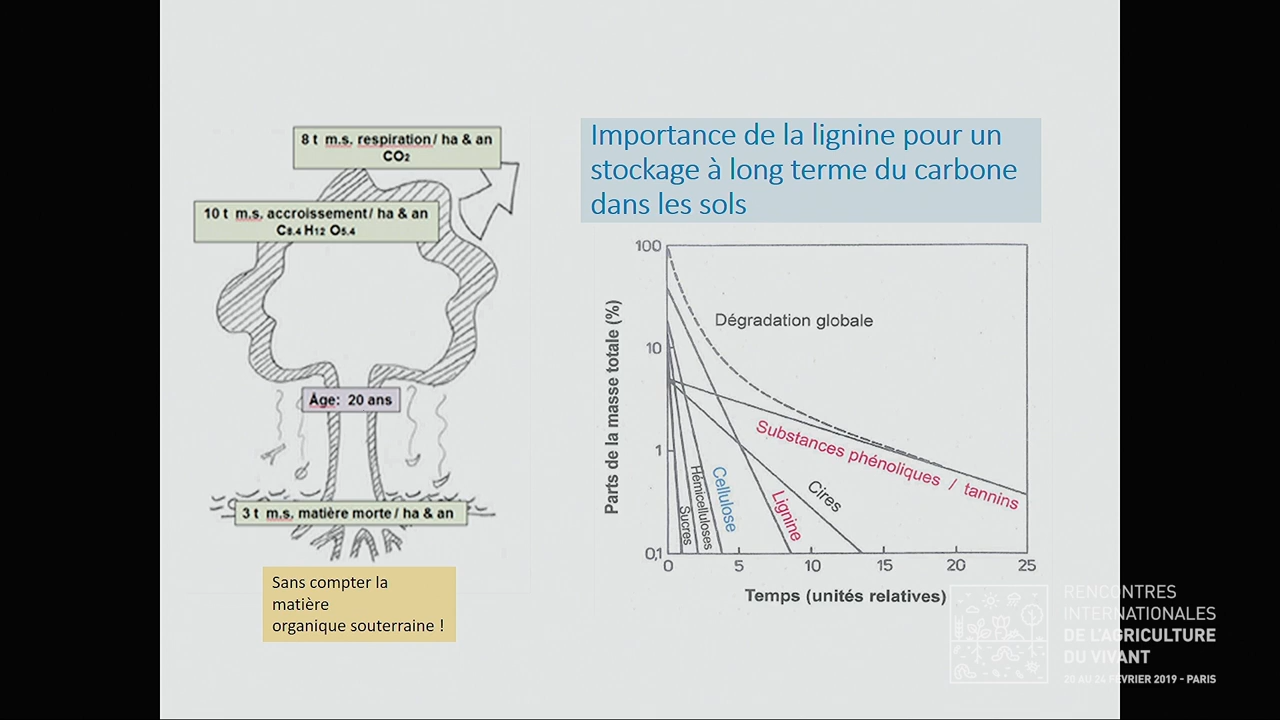 8 t m.s. respiration / ha & an
CO2
10 t m.s. accroissement / ha & an
C8.4 H12 O5.4
Âge: 20 ans
3 t m.s. matière morte / ha & an
Sans compter la
matière
organique souterraine !
Importance de la lignine pour un
stockage à long terme du carbone
dans les sols
Parts de la masse totale (%)
100
10
1
0,1
Dégradation globale
Substances phénoliques / tannins
Cires
Lignine
Cellulose
Hémicelluloses
Sucres
0 5 10 15 20 25
Temps (unités relatives)
RENCONTRES
INTERNATIONALES
DE L'AGRICULTURE
DU VIVANT
20 AU 24 FÉVRIER 2019 - PARIS